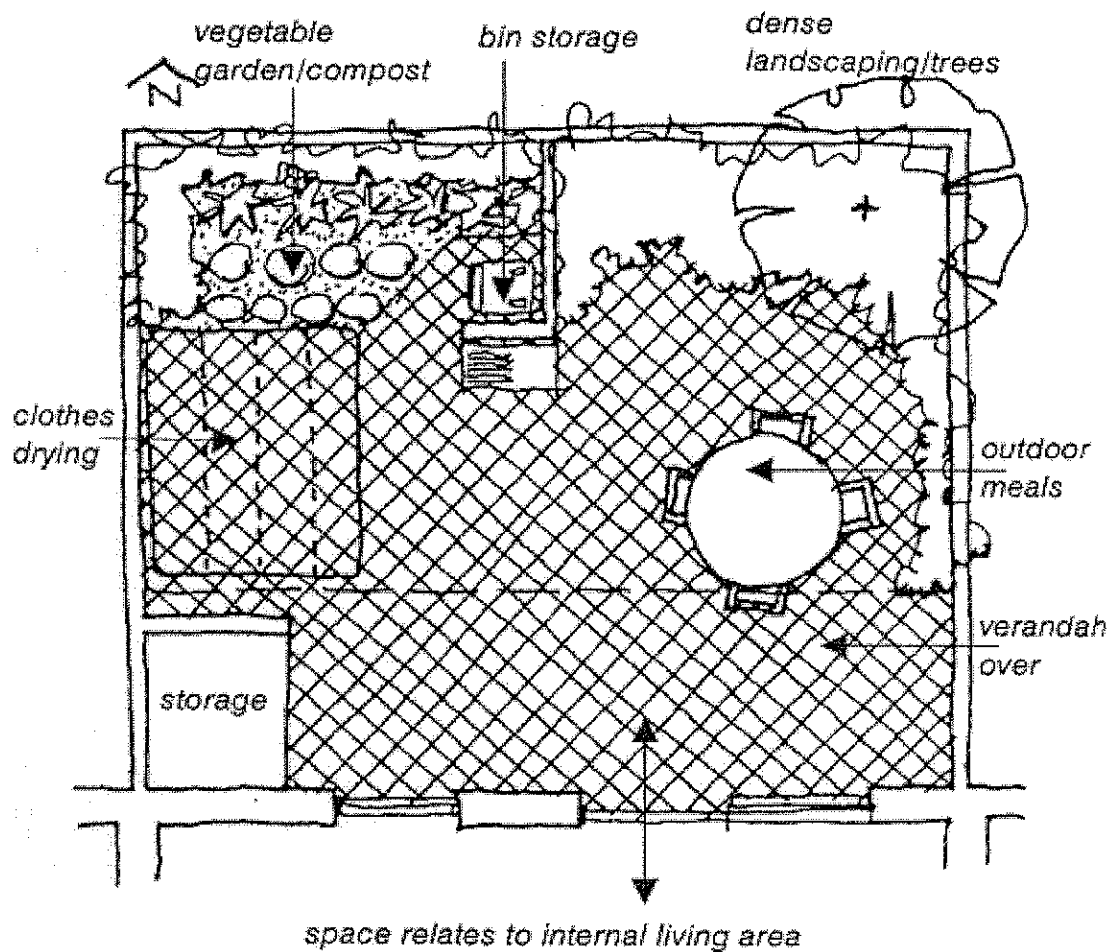 vegetable
garden/compost
bin storage
dense
landscaping/trees
N
clothes
drying
outdoor
meals
verandah
over
storage
space relates to internal living area